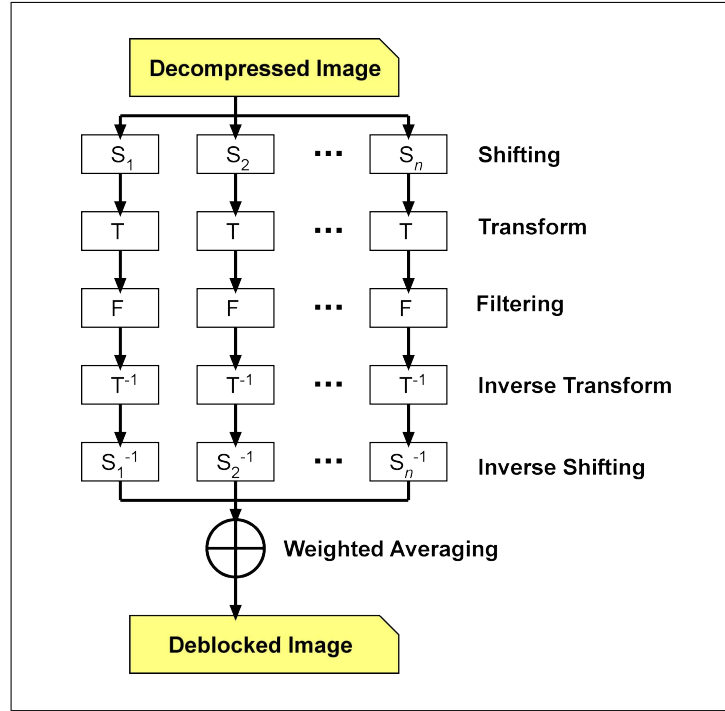 Decompressed Image
S₁ S₂ ... Sₙ Shifting
T T ... T Transform
F F ... F Filtering
T⁻¹ T⁻¹ ... T⁻¹ Inverse Transform
S₁⁻¹ S₂⁻¹ ... Sₙ⁻¹ Inverse Shifting
Weighted Averaging
Deblocked Image